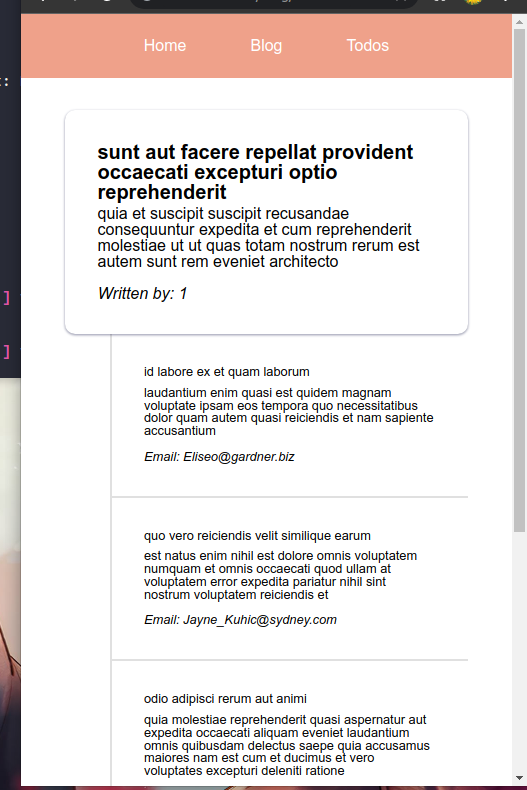 Home Blog Todos
sunt aut facere repellat provident
occaecati excepturi optio
reprehenderit
quia et suscipit suscipit recusandae
consequuntur expedita et cum reprehenderit
molestiae ut ut quas totam nostrum rerum est
autem sunt rem eveniet architecto
Written by: 1
id labore ex et quam laborum
laudantium enim quasi est quidem magnam
voluptate ipsam eos tempora quo necessitatibus
dolor quam autem quasi reiciendis et nam sapiente
accusantium
Email: Eliseo@gardner.biz
quo vero reiciendis velit similique earum
est natus enim nihil est dolore omnis voluptatem
numquam et omnis occaecati quod ullam at
voluptatem error expedita pariatur nihil sint
nostrum voluptatem reiciendis et
Email: Jayne_Kuhic@sydney.com
odio adipisci rerum aut animi
quia molestiae reprehenderit quasi aspernatur aut
expedita occaecati aliquam eveniet laudantium
omnis quibusdam delectus saepe quia accusamus
maiores nam est cum et ducimus et vero
voluptates excepturi deleniti ratione